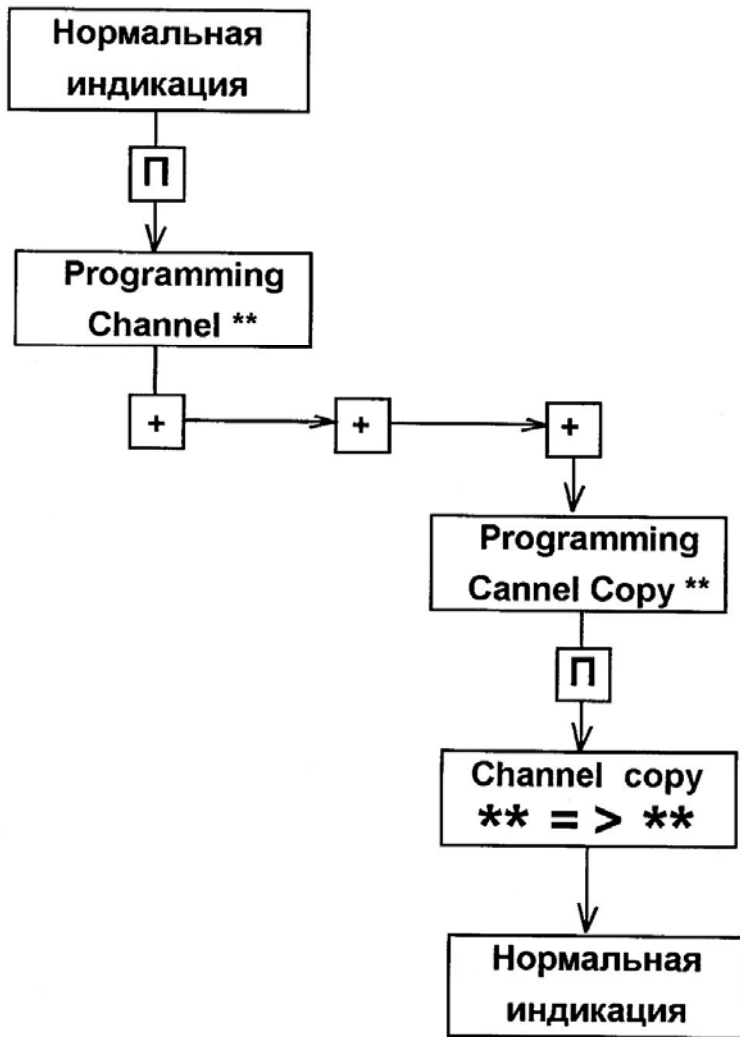 Нормальная
индикация
П
Programming
Channel **
+ + +
Programming
Cannel Copy **
П
Channel copy
** = > **
Нормальная
индикация